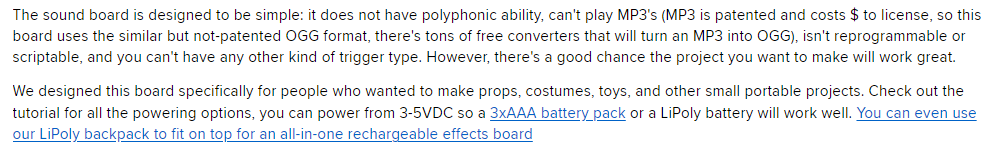 The sound board is designed to be simple: it does not have polyphonic ability, can't play MP3's (MP3 is patented and costs $ to license, so this
board uses the similar but not-patented OGG format, there's tons of free converters that will turn an MP3 into OGG), isn't reprogrammable or
scriptable, and you can't have any other kind of trigger type. However, there's a good chance the project you want to make will work great.
We designed this board specifically for people who wanted to make props, costumes, toys, and other small portable projects. Check out the
tutorial for all the powering options, you can power from 3-5VDC so a 3xAAA battery pack or a LiPoly battery will work well. You can even use
our LiPoly backpack to fit on top for an all-in-one rechargeable effects board